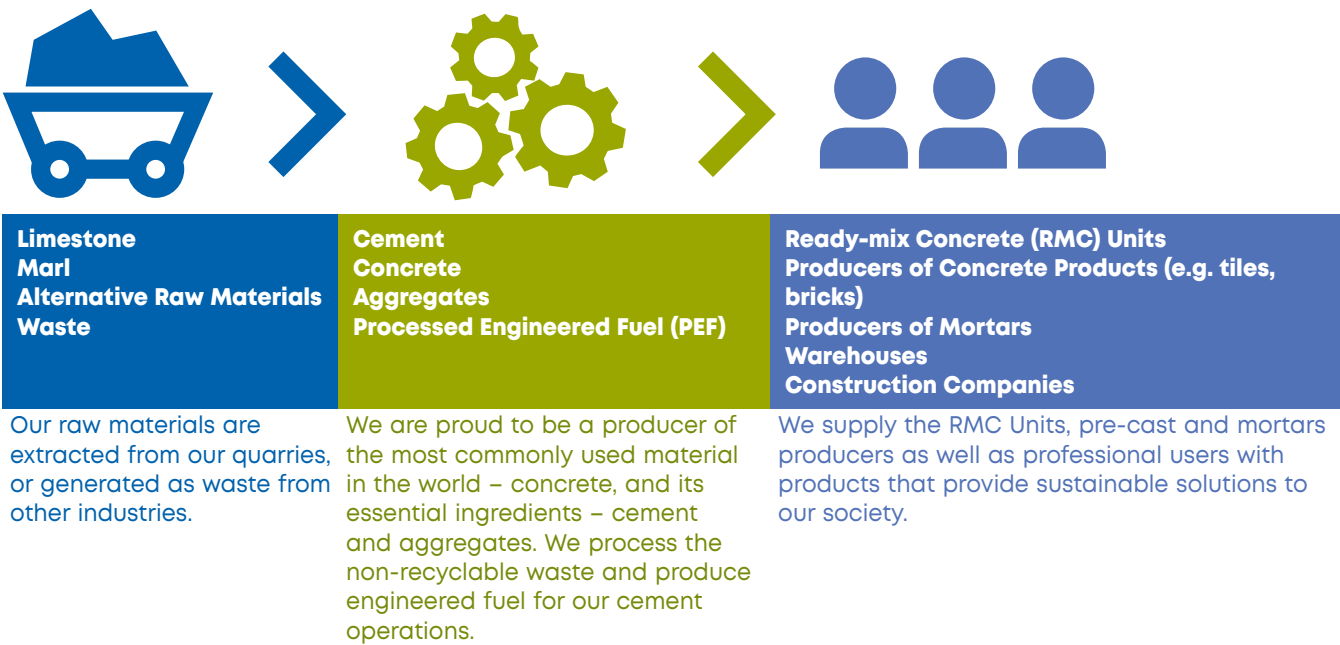 Limestone
Marl
Alternative Raw Materials
Waste
Our raw materials are
extracted from our quarries,
or generated as waste from
other industries.
Cement
Concrete
Aggregates
Processed Engineered Fuel (PEF)
We are proud to be a producer of
the most commonly used material
in the world – concrete, and its
essential ingredients – cement
and aggregates. We process the
non-recyclable waste and produce
engineered fuel for our cement
operations.
Ready-mix Concrete (RMC) Units
Producers of Concrete Products (e.g. tiles,
bricks)
Producers of Mortars
Warehouses
Construction Companies
We supply the RMC Units, pre-cast and mortars
producers as well as professional users with
products that provide sustainable solutions to
our society.